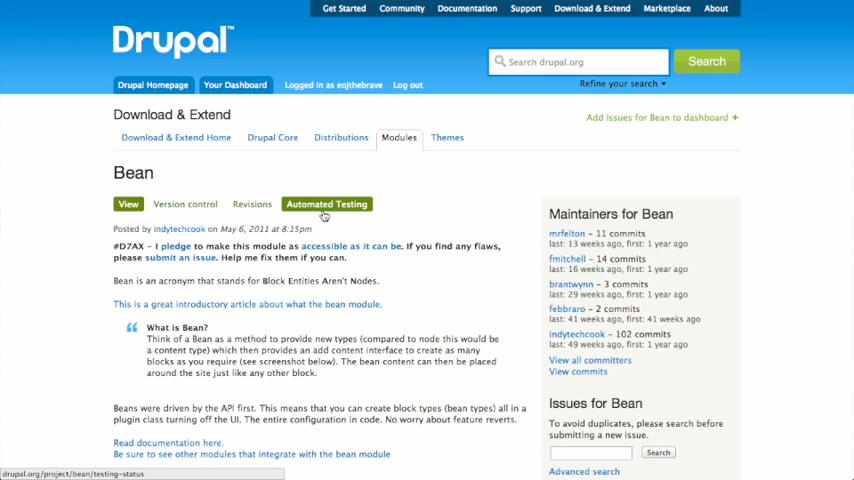 Get Started Community Documentation Support Download & Extend Marketplace About
Drupal™
Search drupal.org Search
Refine your search
Drupal Homepage Your Dashboard Logged in as eojthebrave Log out
Download & Extend
Add Issues for Bean to dashboard +
Download & Extend Home Drupal Core Distributions Modules Themes
Bean
View Version control Revisions Automated Testing
Posted by indytechcook on May 6, 2011 at 8:15pm
#D7AX - I pledge to make this module as accessible as it can be. If you find any flaws,
please submit an issue. Help me fix them if you can.
Bean is an acronym that stands for Block Entities Aren't Nodes.
This is a great introductory article about what the bean module.
What is Bean?
Think of a Bean as a method to provide new types (compared to node this would be
a content type) which then provides an add content interface to create as many
blocks as you require (see screenshot below). The bean content can then be placed
around the site just like any other block.
Beans were driven by the API first. This means that you can create block types (bean types) all in a
plugin class turning off the UI. The entire configuration in code. No worry about feature reverts.
Read documentation here.
Be sure to see other modules that integrate with the bean module
Maintainers for Bean
mrfelton – 11 commits
last: 13 weeks ago, first: 1 year ago
fmitchell – 14 commits
last: 16 weeks ago, first: 1 year ago
brantwynn – 3 commits
last: 29 weeks ago, first: 1 year ago
febbraro – 2 commits
last: 41 weeks ago, first: 41 weeks ago
indytechcook – 102 commits
last: 49 weeks ago, first: 1 year ago
View all committers
View commits
Issues for Bean
To avoid duplicates, please search before
submitting a new issue.
Search
Advanced search
drupal.org/project/bean/testing-status